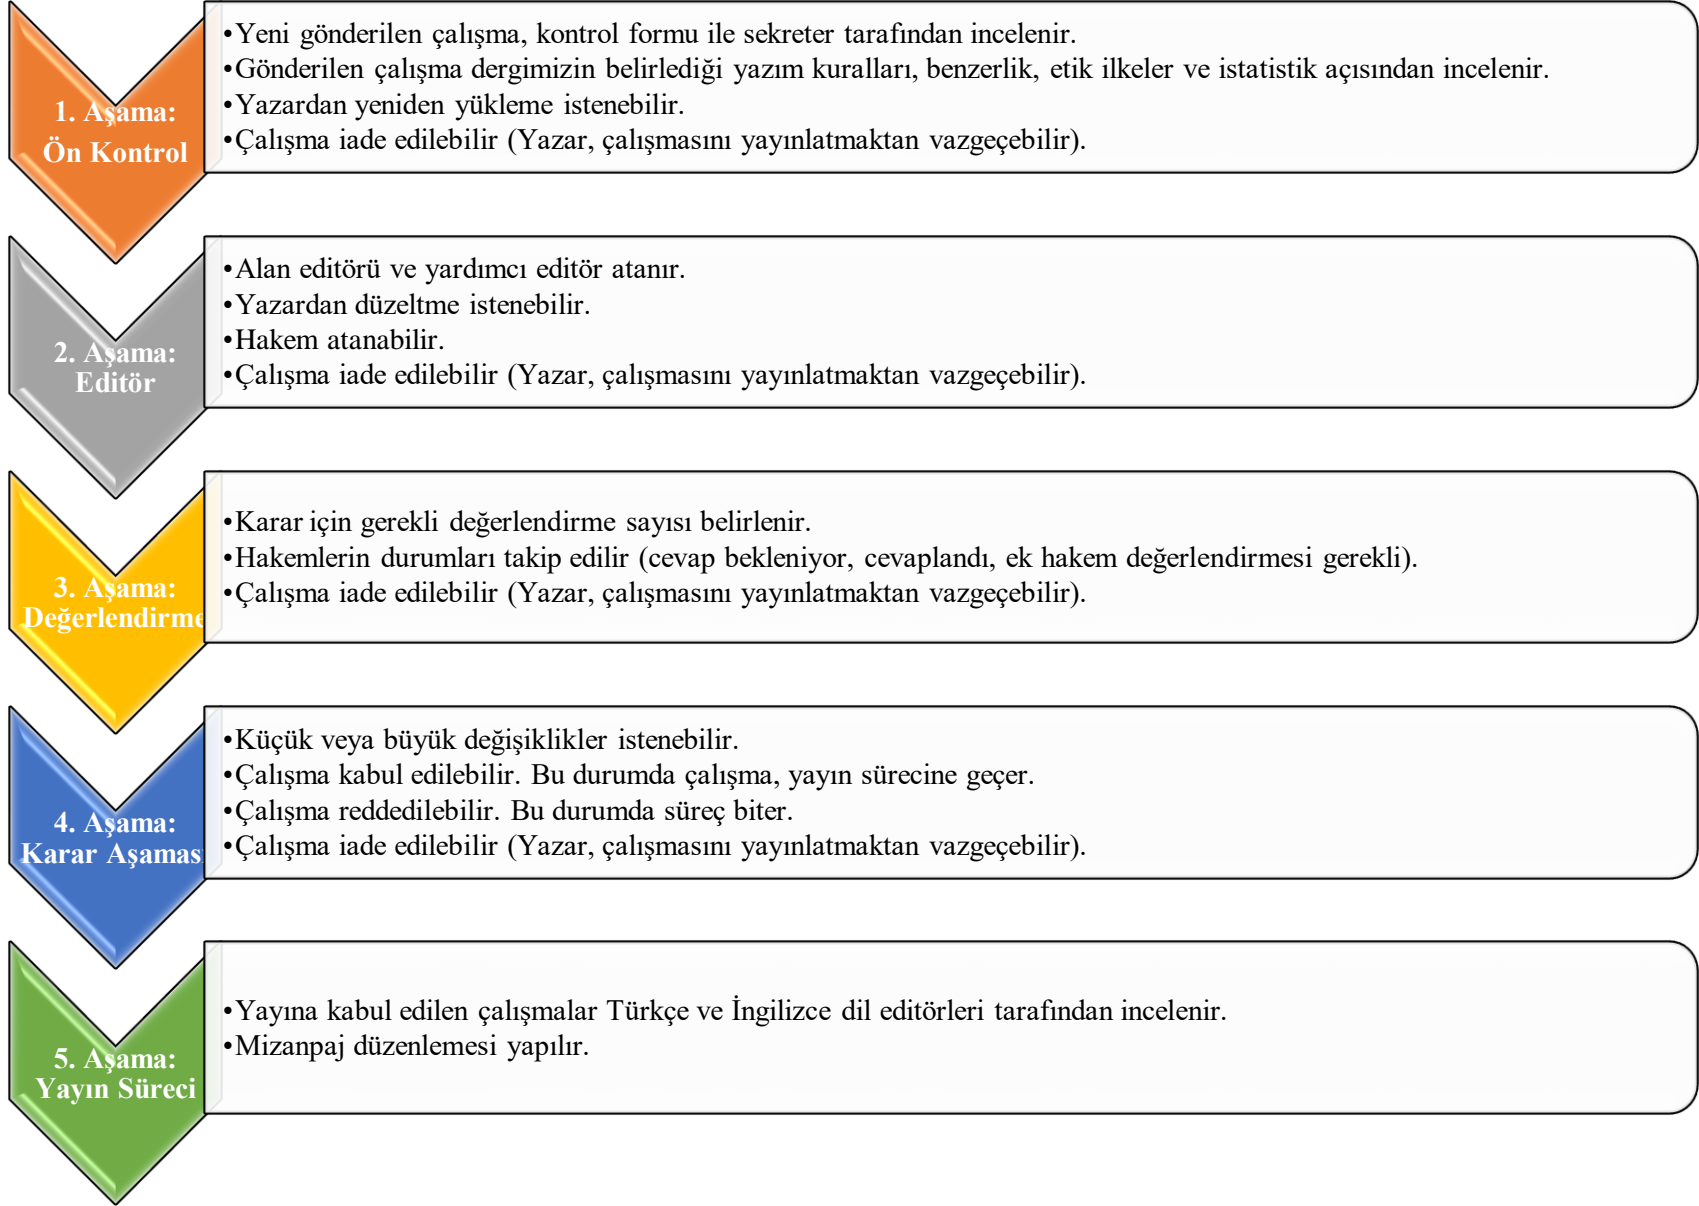 1. Aşama:
Ön Kontrol
•Yeni gönderilen çalışma, kontrol formu ile sekreter tarafından incelenir.
•Gönderilen çalışma dergimizin belirlediği yazım kuralları, benzerlik, etik ilkeler ve istatistik açısından incelenir.
•Yazardan yeniden yükleme istenebilir.
•Çalışma iade edilebilir (Yazar, çalışmasını yayınlatmaktan vazgeçebilir).
2. Aşama:
Editör
•Alan editörü ve yardımcı editör atanır.
•Yazardan düzeltme istenebilir.
•Hakem atanabilir.
•Çalışma iade edilebilir (Yazar, çalışmasını yayınlatmaktan vazgeçebilir).
3. Aşama:
Değerlendirme
•Karar için gerekli değerlendirme sayısı belirlenir.
•Hakemlerin durumları takip edilir (cevap bekleniyor, cevaplandı, ek hakem değerlendirmesi gerekli).
•Çalışma iade edilebilir (Yazar, çalışmasını yayınlatmaktan vazgeçebilir).
4. Aşama:
Karar Aşaması
•Küçük veya büyük değişiklikler istenebilir.
•Çalışma kabul edilebilir. Bu durumda çalışma, yayın sürecine geçer.
•Çalışma reddedilebilir. Bu durumda süreç biter.
•Çalışma iade edilebilir (Yazar, çalışmasını yayınlatmaktan vazgeçebilir).
5. Aşama:
Yayın Süreci
•Yayına kabul edilen çalışmalar Türkçe ve İngilizce dil editörleri tarafından incelenir.
•Mizanpaj düzenlemesi yapılır.